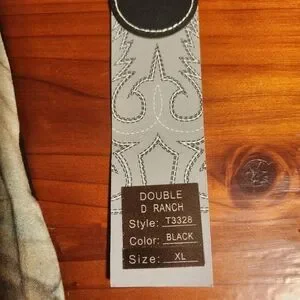 DOUBLE
D RANCH
Style: T3328
Color: BLACK
Size: XL